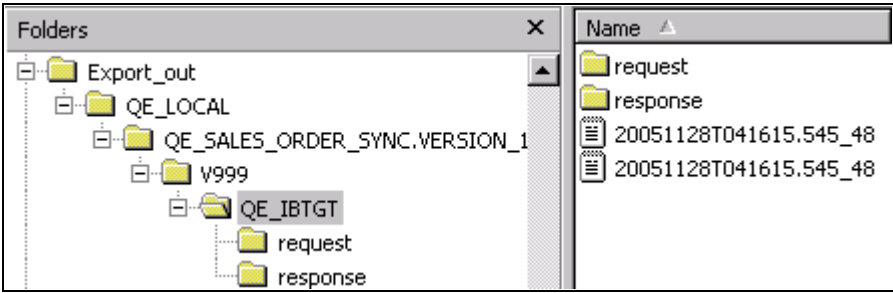 Folders
Export_out
QE_LOCAL
QE_SALES_ORDER_SYNC.VERSION_1
V999
QE_IBTGT
request
response
Name
request
response
20051128T041615.545_48
20051128T041615.545_48